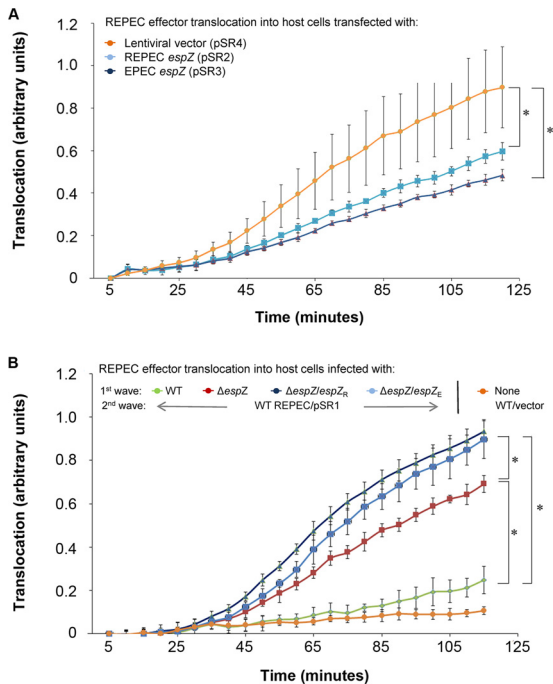 A
REPEC effector translocation into host cells transfected with:
Lentiviral vector (pSR4)
REPEC espZ (pSR2)
EPEC espZ (pSR3)
Translocation (arbitrary units)
1.2
1.0
0.8
0.6
0.4
0.2
0
*
*
5 25 45 65 85 105 125
Time (minutes)
B
REPEC effector translocation into host cells infected with:
1st wave: WT ΔespZ ΔespZ/espZR ΔespZ/espZE None
2nd wave: WT REPEC/pSR1 WT/vector
Translocation (arbitrary units)
1.2
1.0
0.8
0.6
0.4
0.2
0
*
*
*
5 25 45 65 85 105 125
Time (minutes)